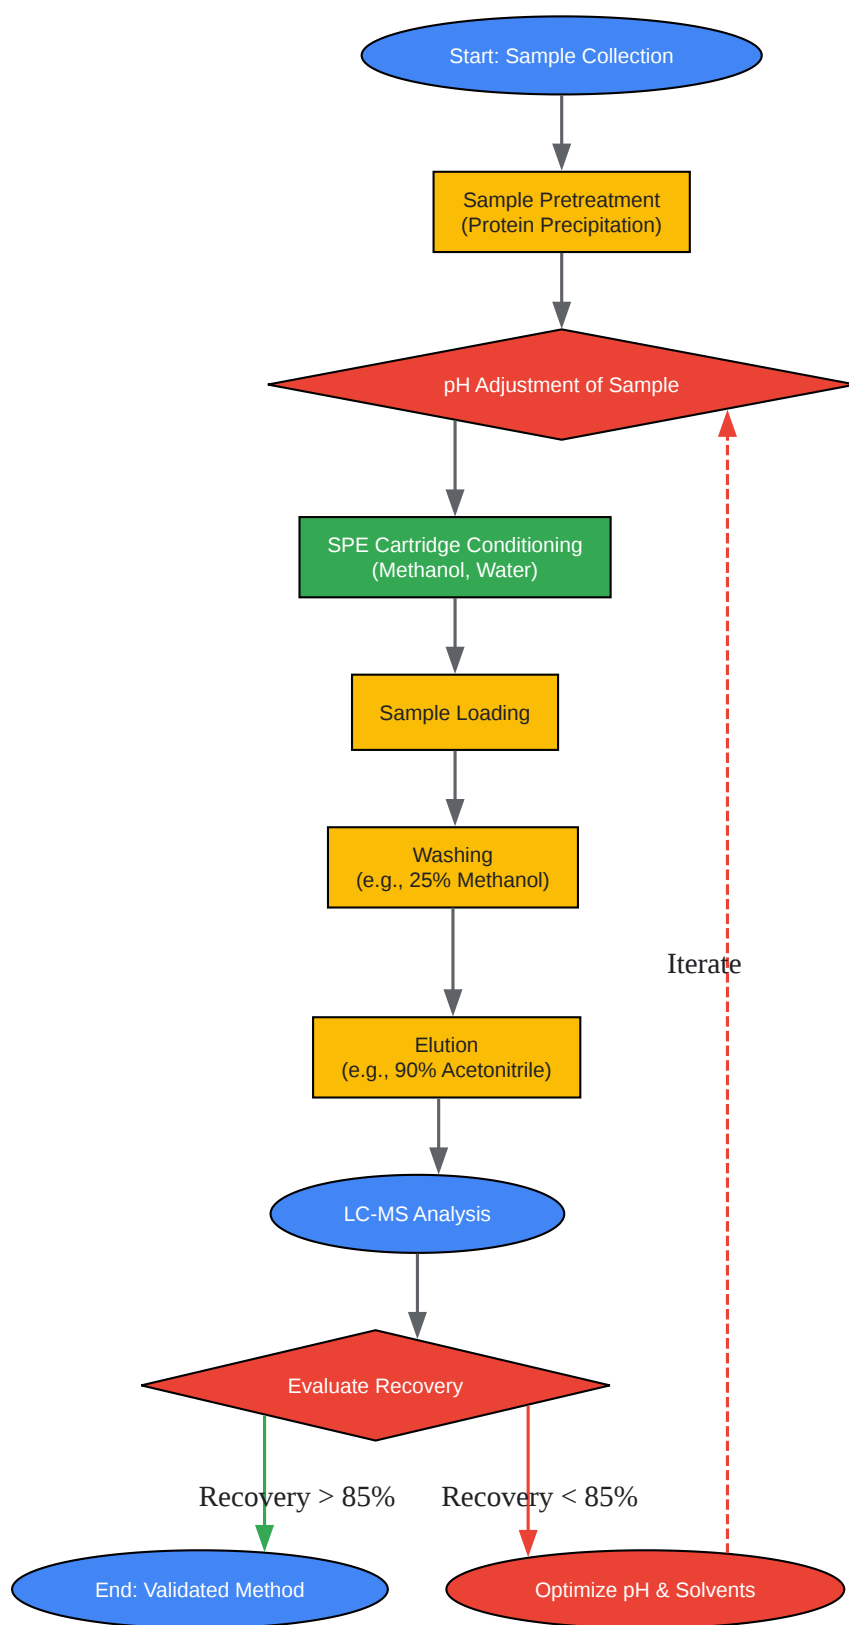 Start: Sample Collection
Sample Pretreatment
(Protein Precipitation)
pH Adjustment of Sample
SPE Cartridge Conditioning
(Methanol, Water)
Sample Loading
Washing
(e.g., 25% Methanol)
Iterate
Elution
(e.g., 90% Acetonitrile)
LC-MS Analysis
Evaluate Recovery
Recovery > 85%
Recovery < 85%
End: Validated Method
Optimize pH & Solvents